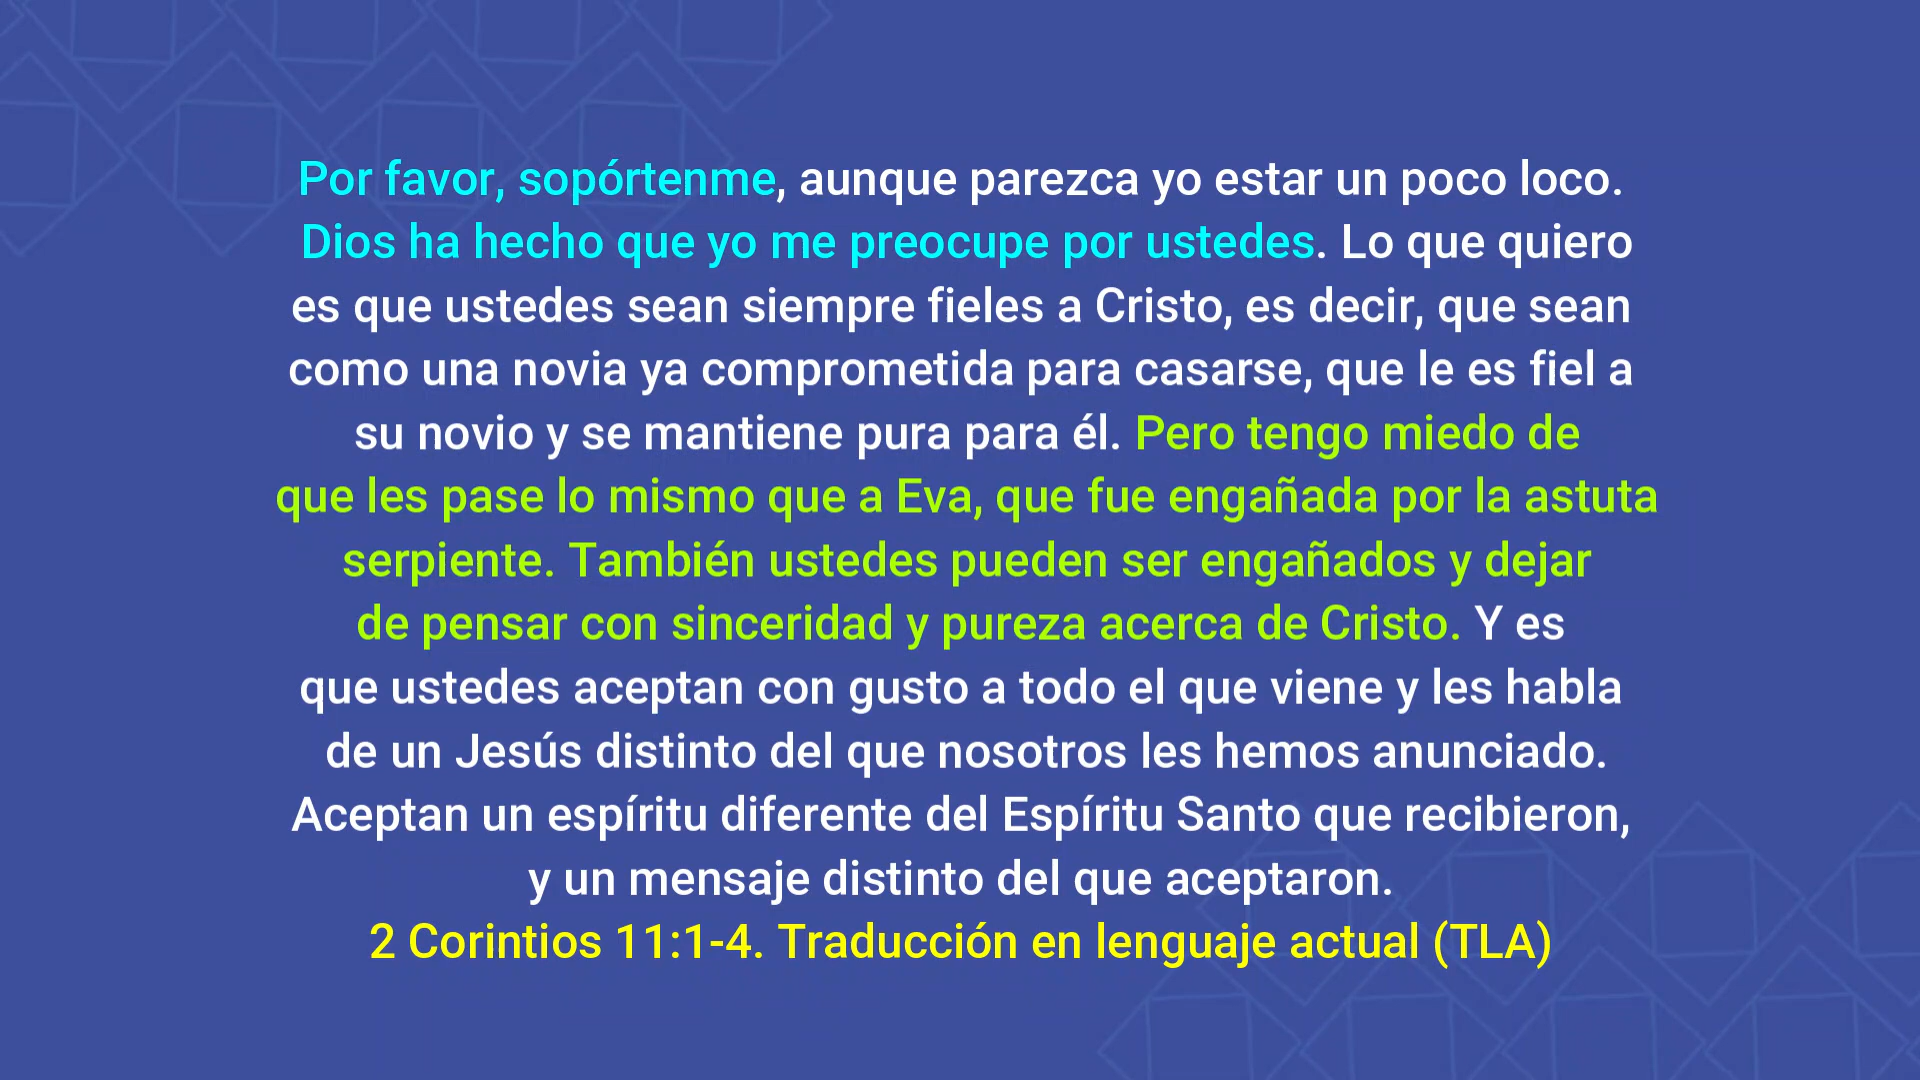 Por favor, sopórtenme, aunque parezca yo estar un poco loco.
Dios ha hecho que yo me preocupe por ustedes. Lo que quiero
es que ustedes sean siempre fieles a Cristo, es decir, que sean
como una novia ya comprometida para casarse, que le es fiel a
su novio y se mantiene pura para él. Pero tengo miedo de
que les pase lo mismo que a Eva, que fue engañada por la astuta
serpiente. También ustedes pueden ser engañados y dejar
de pensar con sinceridad y pureza acerca de Cristo. Y es
que ustedes aceptan con gusto a todo el que viene y les habla
de un Jesús distinto del que nosotros les hemos anunciado.
Aceptan un espíritu diferente del Espíritu Santo que recibieron,
y un mensaje distinto del que aceptaron.
2 Corintios 11:1-4. Traducción en lenguaje actual (TLA)